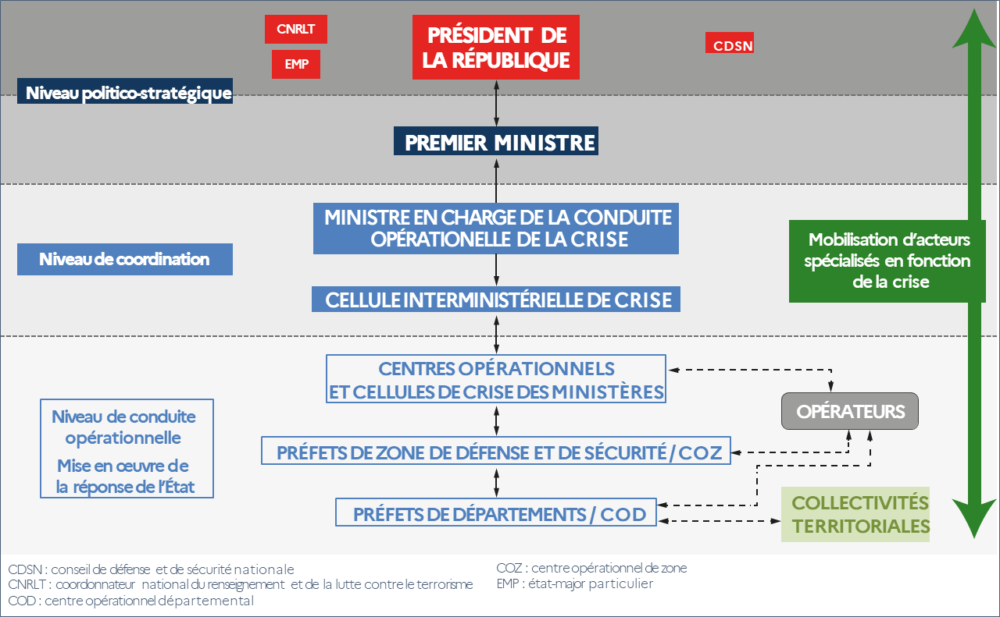 CNRLT
EMP
PRÉSIDENT DE
LA RÉPUBLIQUE
CDSN
Niveau politico-stratégique
PREMIER MINISTRE
MINISTRE EN CHARGE DE LA CONDUITE
OPÉRATIONELLE DE LA CRISE
Niveau de coordination
CELLULE INTERMINISTÉRIELLE DE CRISE
Mobilisation d’acteurs
spécialisés en fonction
de la crise
CENTRES OPÉRATIONNELS
ET CELLULES DE CRISE DES MINISTÈRES
Niveau de conduite
opérationnelle
Mise en œuvre de
la réponse de l’État
OPÉRATEURS
PRÉFETS DE ZONE DE DÉFENSE ET DE SÉCURITÉ / COZ
PRÉFETS DE DÉPARTEMENTS / COD
COLLECTIVITÉS
TERRITORIALES
CDSN : conseil de défense et de sécurité nationale
CNRLT : coordonnateur national du renseignement et de la lutte contre le terrorisme
COD : centre opérationnel départemental
COZ : centre opérationnel de zone
EMP : état-major particulier